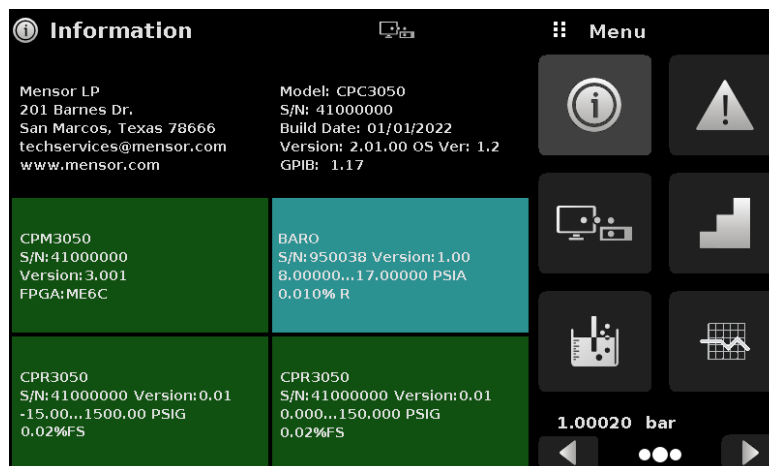 Information
Menu
Mensor LP
201 Barnes Dr.
San Marcos, Texas 78666
techservices@mensor.com
www.mensor.com
Model: CPC3050
S/N: 41000000
Build Date: 01/01/2022
Version: 2.01.00 OS Ver: 1.2
GPIB: 1.17
CPM3050
S/N:41000000
Version:3.001
FPGA:ME6C
BARO
S/N:950038 Version:1.00
8.00000...17.00000 PSIA
0.010% R
CPR3050
S/N:41000000 Version:0.01
-15.00...1500.00 PSIG
0.02%FS
CPR3050
S/N:41000000 Version:0.01
0.000...150.000 PSIG
0.02%FS
1.00020 bar